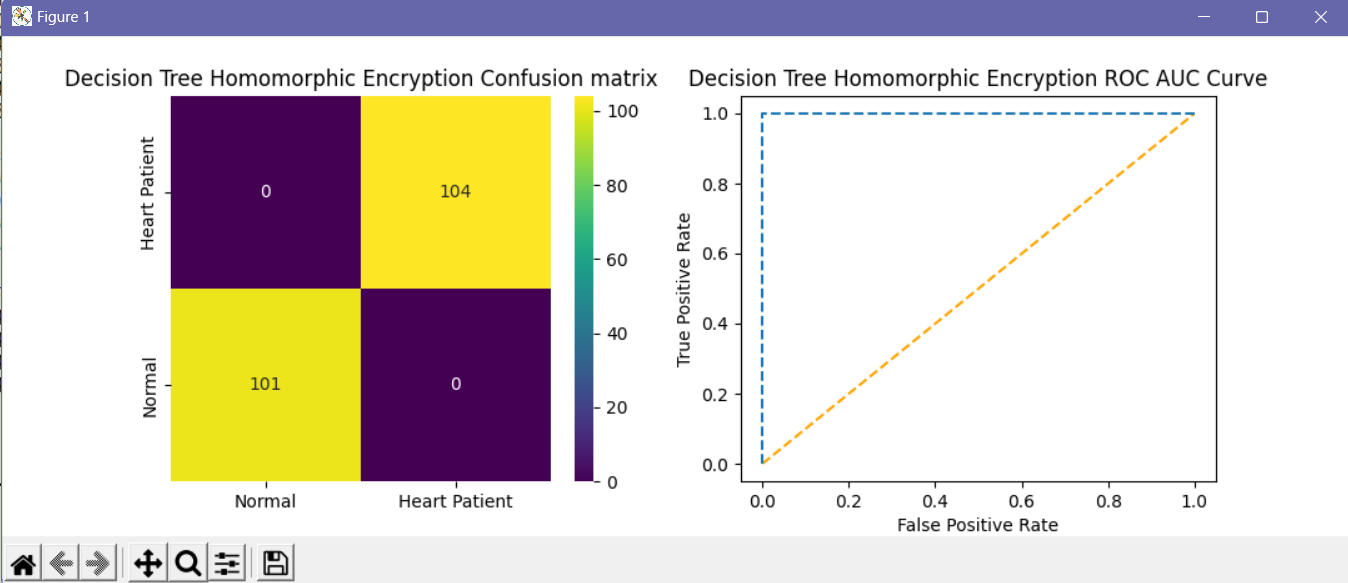 Figure 1
Decision Tree Homomorphic Encryption Confusion matrix
Heart Patient
Normal
0
104
101
0
Normal
Heart Patient
100
80
60
40
20
0
Decision Tree Homomorphic Encryption ROC AUC Curve
True Positive Rate
1.0
0.8
0.6
0.4
0.2
0.0
0.0 0.2 0.4 0.6 0.8 1.0
False Positive Rate